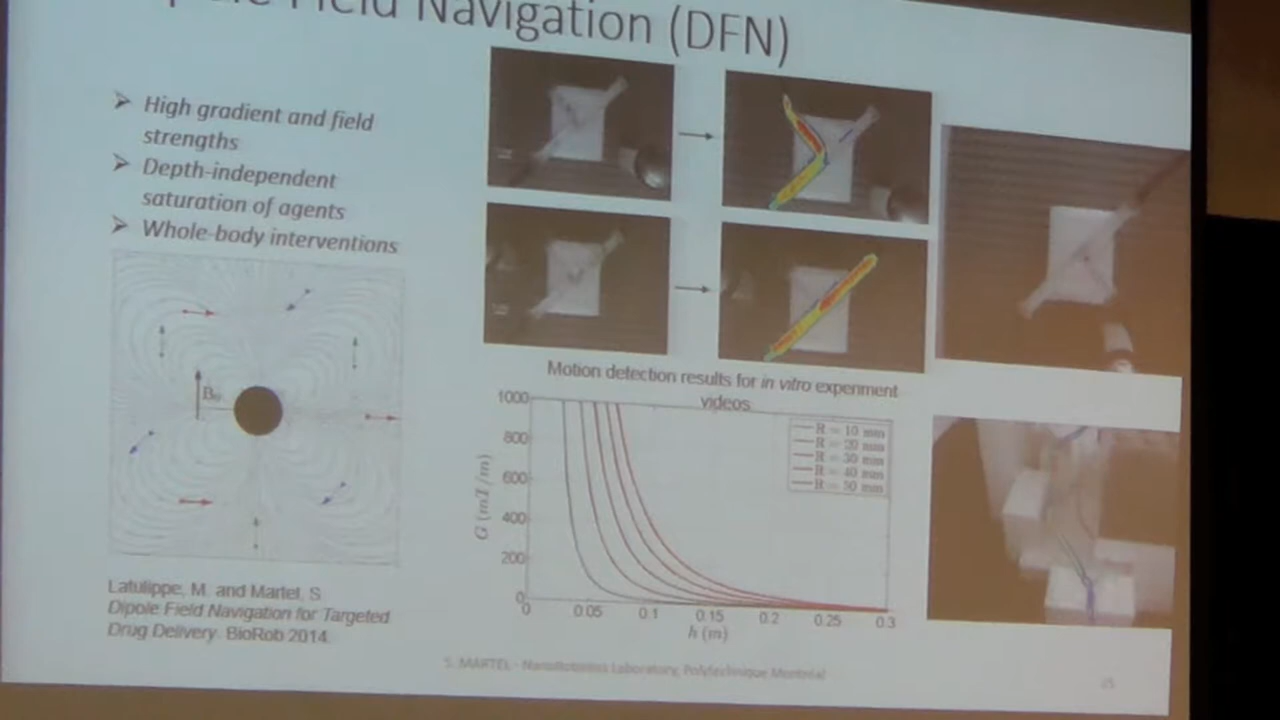 Field Navigation (DFN)
➢ High gradient and field
strengths
➢ Depth-independent
saturation of agents
➢ Whole-body interventions
B₀
Latulippe, M. and Martel, S.
Dipole Field Navigation for Targeted
Drug Delivery. BioRob 2014.
Motion detection results for in vitro experiment
videos
1000
800
600
400
200
0
G (mT/m)
R = 10 mm
R = 20 mm
R = 30 mm
R = 40 mm
R = 50 mm
0 0.05 0.1 0.15 0.2 0.25 0.3
h (m)
S. MARTEL - NanoRobotics Laboratory, Polytechnique Montréal